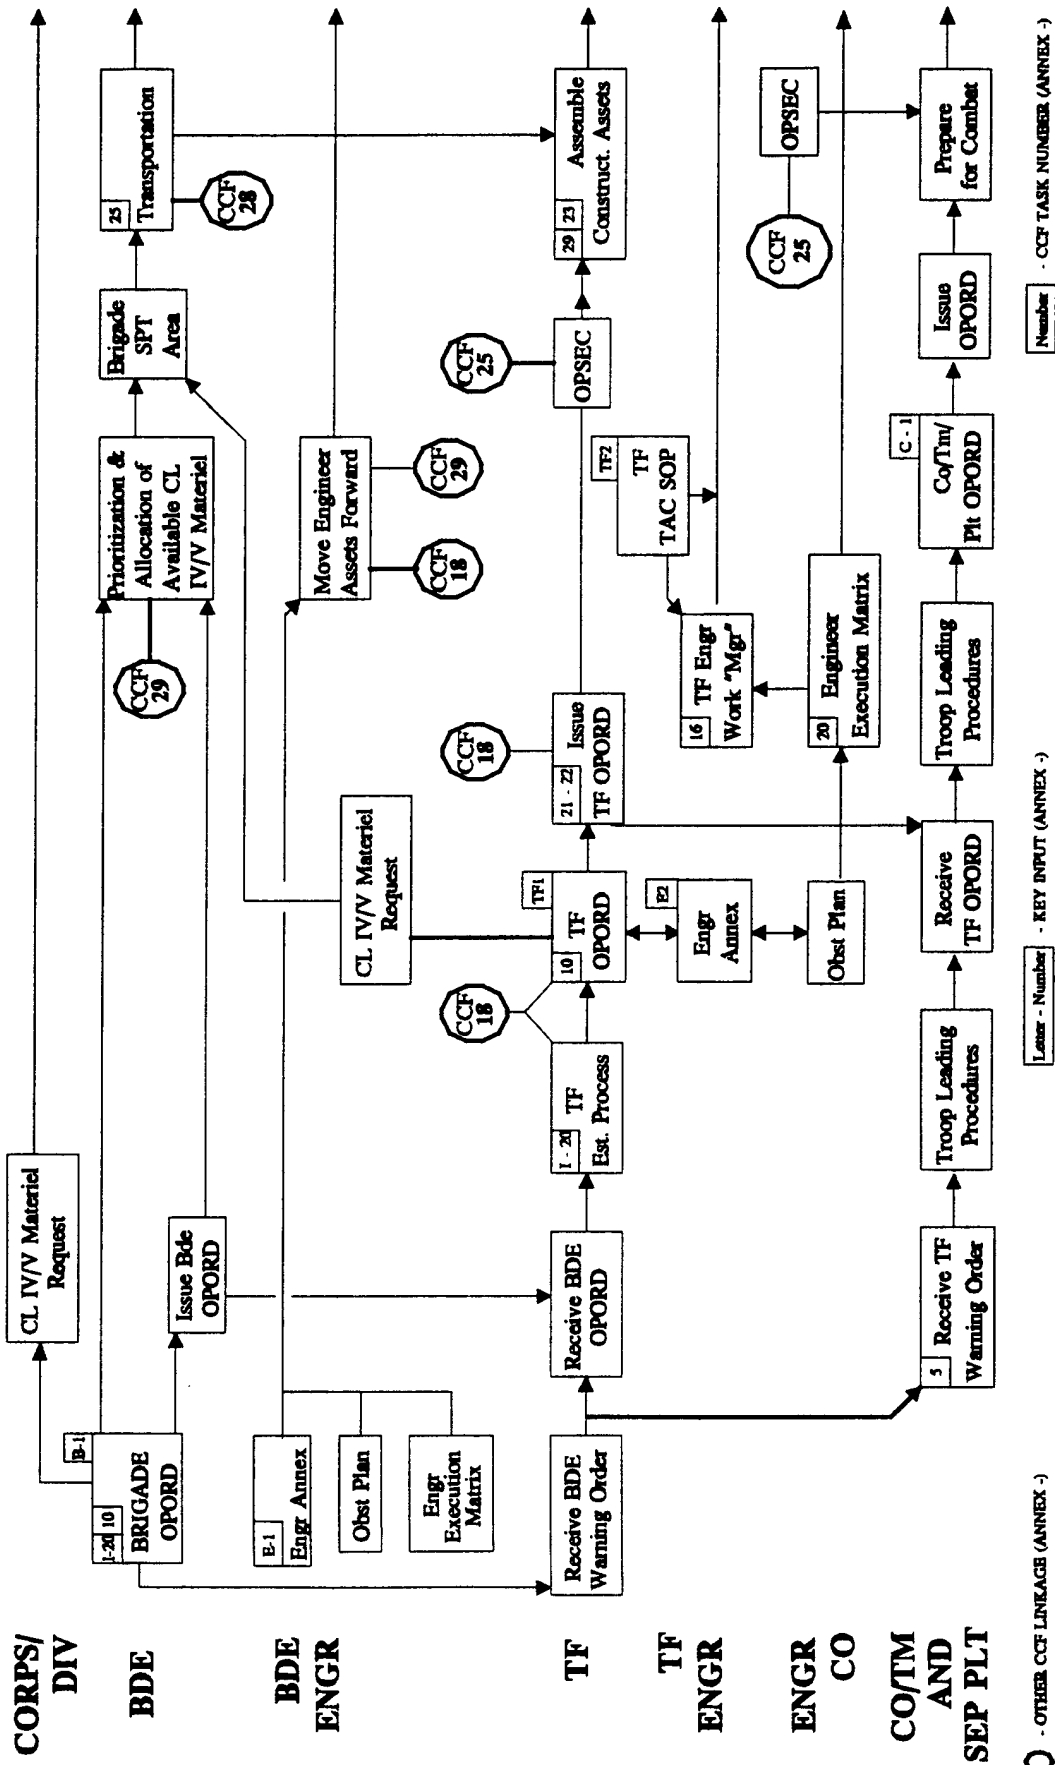 CORPS/
DIV
CL IV/V Materiel
Request
BDE
B-1
I-20
10
BRIGADE
OPORD
Issue Bde
OPORD
Prioritization &
Allocation of
Available CL
IV/V Materiel
CCF
29
Brigade
SPT
Area
25
Transportation
CCF
28
BDE
ENGR
E-1
Engr Annex
Obst Plan
Engr
Execution
Matrix
CL IV/V Materiel
Request
Move Engineer
Assets Forward
CCF
18
CCF
29
TF
Receive BDE
Warning Order
Receive BDE
OPORD
I - 20
TF
Est. Process
CCF
18
TF1
10
TF
OPORD
CCF
18
21 - 22
Issue
TF OPORD
CCF
25
OPSEC
29
23
Assemble
Construct. Assets
TF
ENGR
E2
Engr
Annex
16
TF Engr
Work "Mgr"
TF2
TF
TAC SOP
ENGR
CO
Obst Plan
20
Engineer
Execution Matrix
CCF
25
OPSEC
CO/TM
AND
SEP PLT
5
Receive TF
Warning Order
Troop Leading
Procedures
Receive
TF OPORD
Troop Leading
Procedures
C - 1
Co/Tm/
Plt OPORD
Issue
OPORD
Prepare
for Combat
- OTHER CCF LINKAGE (ANNEX -)
Letter - Number
- KEY INPUT (ANNEX -)
Number
- CCF TASK NUMBER (ANNEX -)